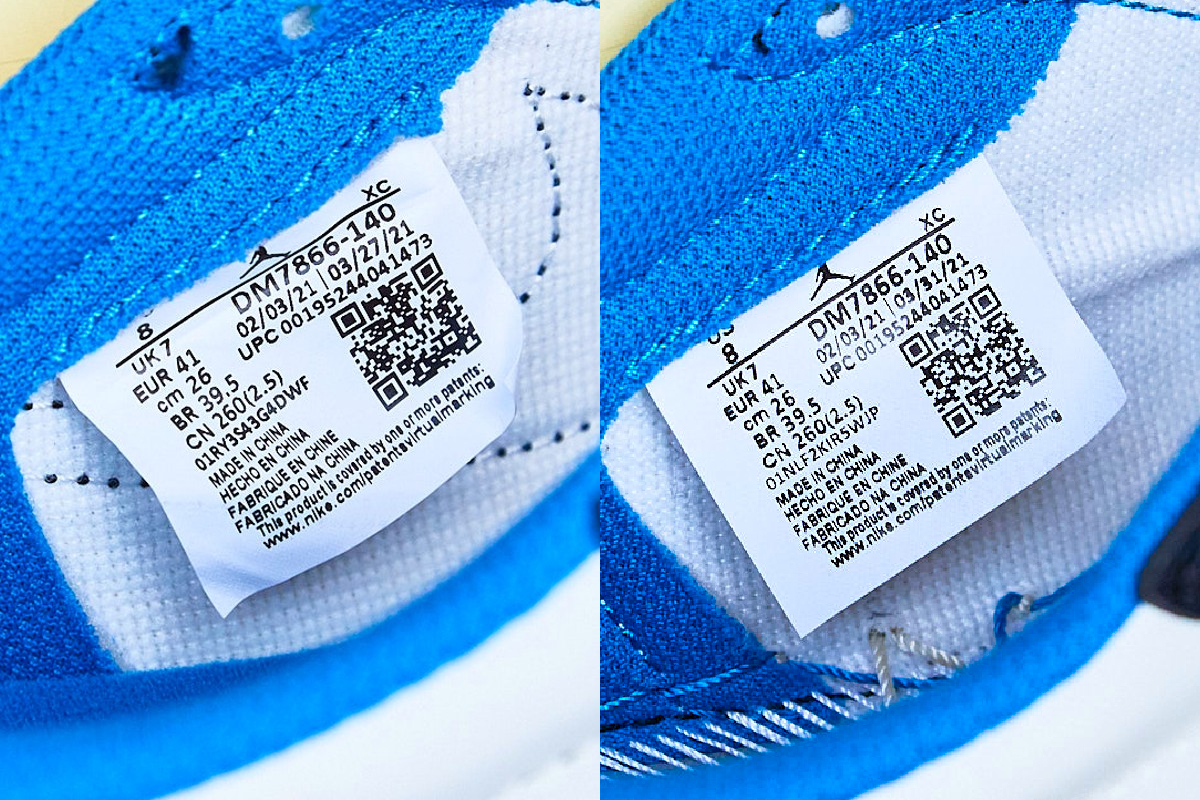 XC
8
DM7866-140
UK 7
02/03/21 | 03/27/21
EUR 41
UPC 00195244041473
cm 26
BR 39.5
CN 260(2.5)
01RY3S43G4DWF
MADE IN CHINA
HECHO EN CHINA
FABRIQUE EN CHINE
FABRICADO NA CHINA
This product is covered by one or more patents:
www.nike.com/patentsvirtualmarking
XC
8
DM7866-140
UK 7
02/03/21 | 03/31/21
EUR 41
UPC 00195244041473
cm 26
BR 39.5
CN 260(2.5)
01NLF2KIR5WJP
MADE IN CHINA
HECHO EN CHINA
FABRIQUE EN CHINE
FABRICADO NA CHINA
This product is covered by one or more patents:
www.nike.com/patentsvirtualmarking